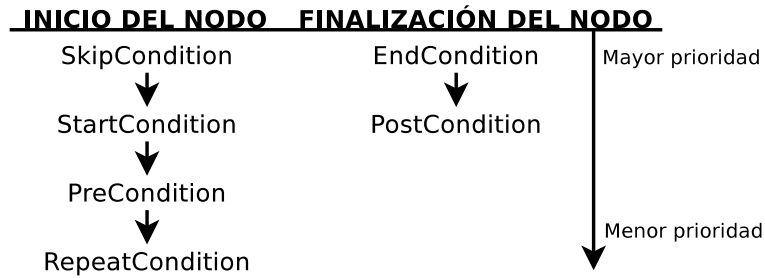 INICIO DEL NODO FINALIZACIÓN DEL NODO
SkipCondition EndCondition Mayor prioridad
StartCondition PostCondition
PreCondition
Menor prioridad
RepeatCondition